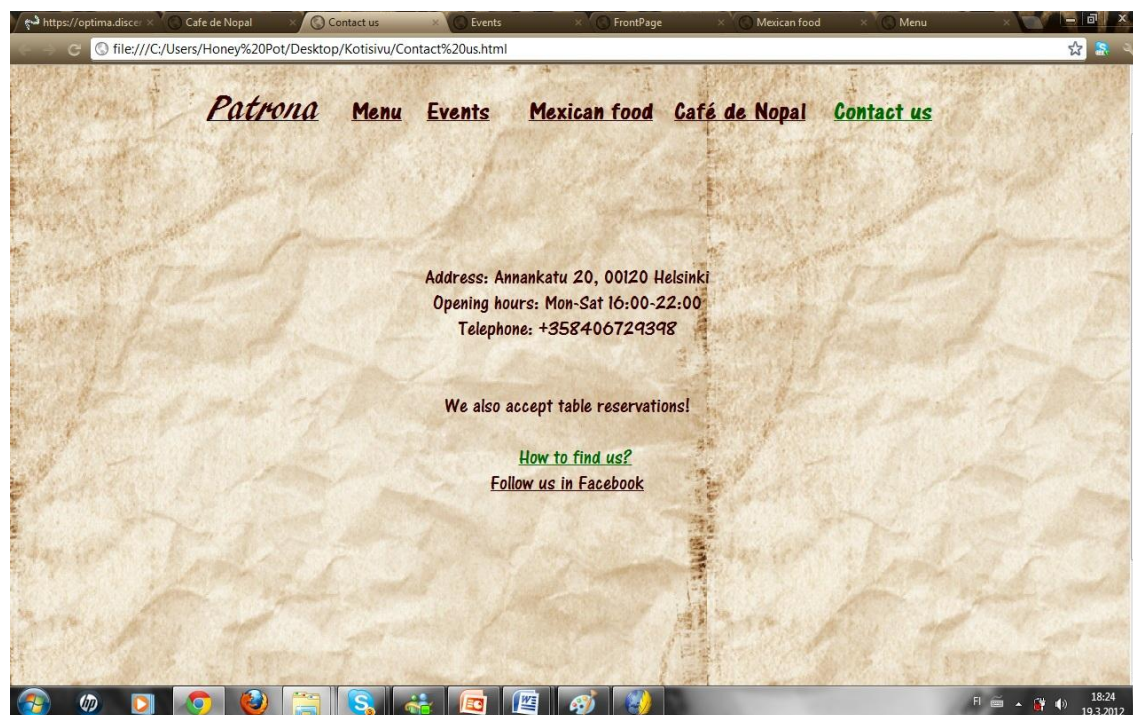 https://optima.discer
Cafe de Nopal
Contact us
Events
FrontPage
Mexican food
Menu
file:///C:/Users/Honey%20Pot/Desktop/Kotisivu/Contact%20us.html
Patrona Menu Events Mexican food Café de Nopal Contact us
Address: Annankatu 20, 00120 Helsinki
Opening hours: Mon-Sat 16:00-22:00
Telephone: +358406729398
We also accept table reservations!
How to find us?
Follow us in Facebook
FI
18:24
19.3.2012